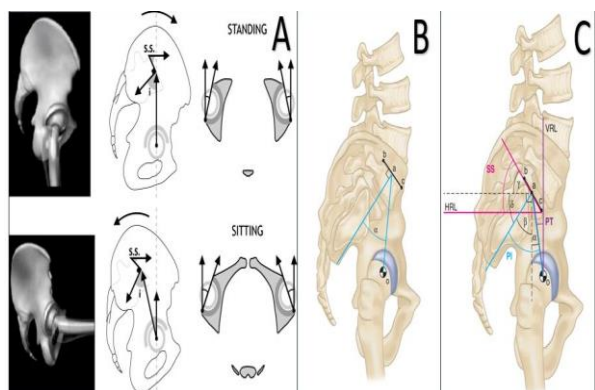 STANDING
A
S.S.
i
SITTING
S.S.
i
B
b
a
c
α
o
C
VRL
SS
b
a
γ
c
HRL
β
PT
β
α
PI
o